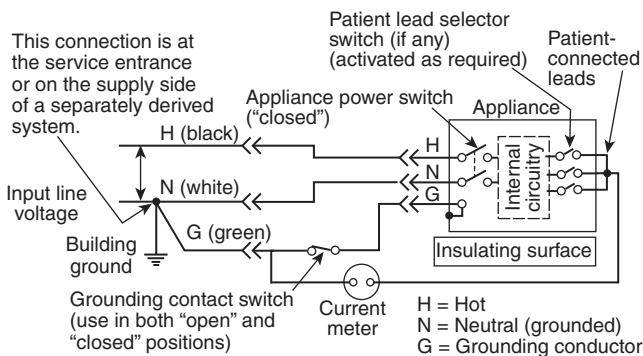 This connection is at
the service entrance
or on the supply side
of a separately derived
system.
Patient lead selector
switch (if any)
(activated as required)
Patient-
connected
leads
Appliance power switch
(“closed”)
Appliance
H (black)
H
N (white)
N
G
Internal
circuitry
Input line
voltage
G (green)
Building
ground
Insulating surface
Grounding contact switch
(use in both “open” and
“closed” positions)
Current
meter
H = Hot
N = Neutral (grounded)
G = Grounding conductor